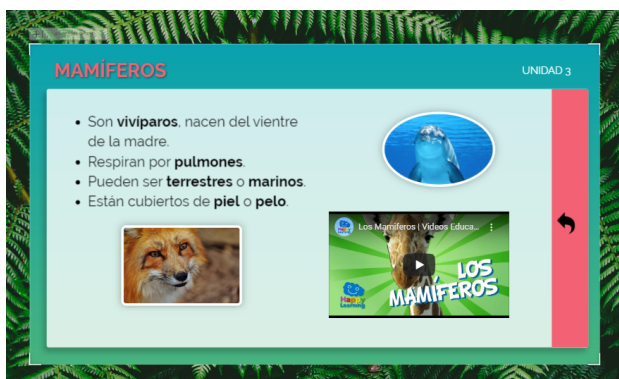 MAMÍFEROS
UNIDAD 3
• Son vivíparos, nacen del vientre
de la madre.
• Respiran por pulmones.
• Pueden ser terrestres o marinos.
• Están cubiertos de piel o pelo.
Los Mamíferos | Videos Educa...
LOS
MAMÍFEROS
Happy
Learning